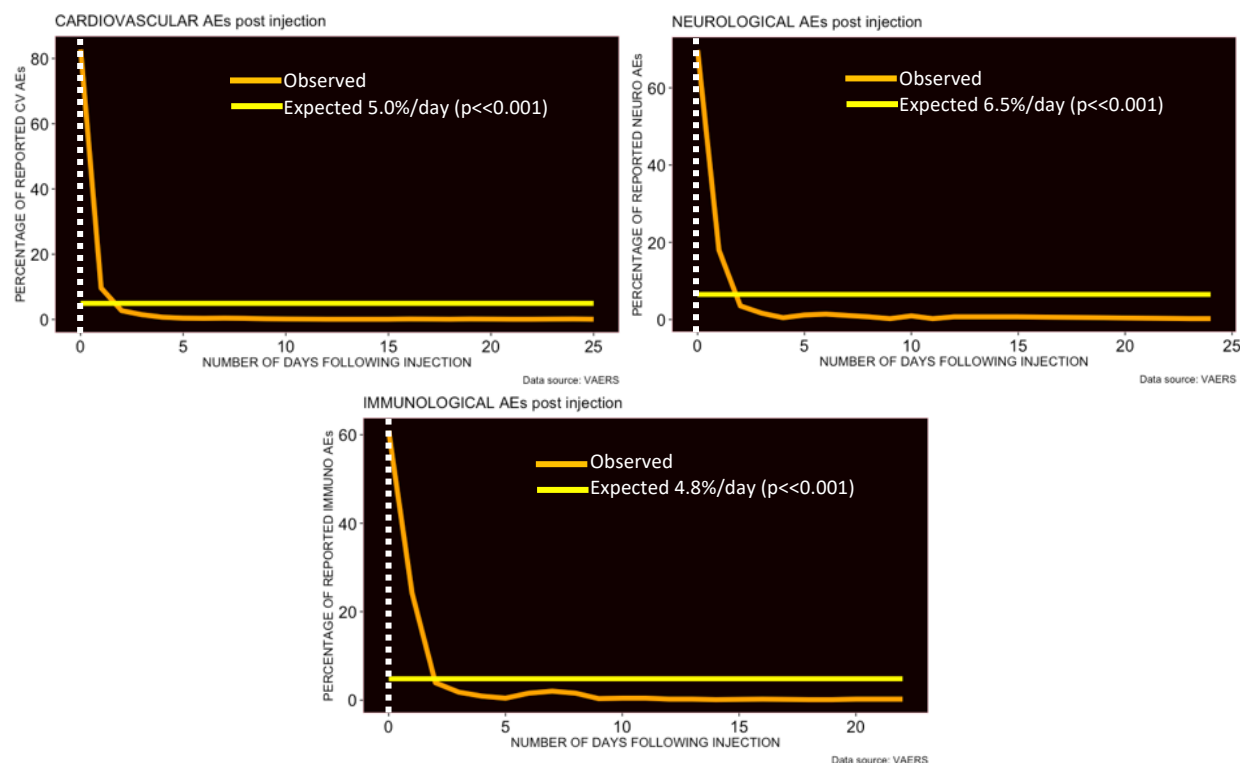 CARDIOVASCULAR AEs post injection
PERCENTAGE OF REPORTED CV AEs
80
60
40
20
0
Observed
Expected 5.0%/day (p<<0.001)
0
5
10
15
20
25
NUMBER OF DAYS FOLLOWING INJECTION
Data source: VAERS
NEUROLOGICAL AEs post injection
PERCENTAGE OF REPORTED NEURO AEs
60
40
20
0
Observed
Expected 6.5%/day (p<<0.001)
0
5
10
15
20
25
NUMBER OF DAYS FOLLOWING INJECTION
Data source: VAERS
IMMUNOLOGICAL AEs post injection
PERCENTAGE OF REPORTED IMMUNO AEs
60
40
20
0
Observed
Expected 4.8%/day (p<<0.001)
0
5
10
15
20
NUMBER OF DAYS FOLLOWING INJECTION
Data source: VAERS